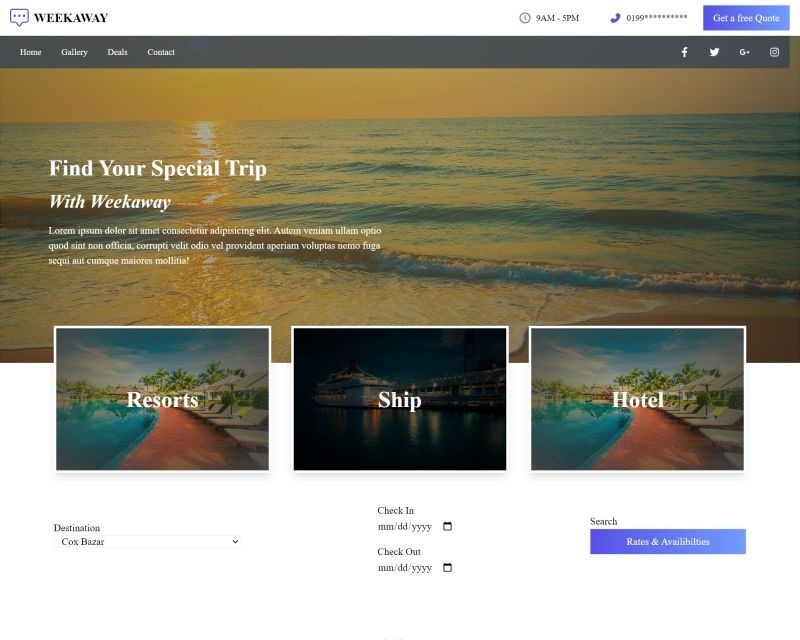 WEEKAWAY
9AM - 5PM
0199**********
Get a free Quote
Home
Gallery
Deals
Contact
Find Your Special Trip
With Weekaway
Lorem ipsum dolor sit amet consectetur adipisicing elit. Autem veniam ullam optio
quod sint non officia, corrupti velit odio vel provident aperiam voluptas nemo fuga
sequi aut cumque maiores mollitia!
Resorts
Ship
Hotel
Destination
Cox Bazar
Check In
mm/dd/yyyy
Check Out
mm/dd/yyyy
Search
Rates & Availibilties